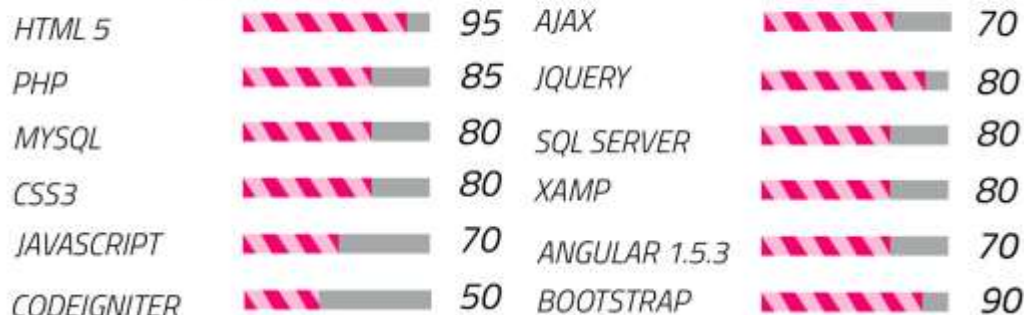 HTML 5 95
PHP 85
MYSQL 80
CSS3 80
JAVASCRIPT 70
CODEIGNITER 50
AJAX 70
JQUERY 80
SQL SERVER 80
XAMP 80
ANGULAR 1.5.3 70
BOOTSTRAP 90